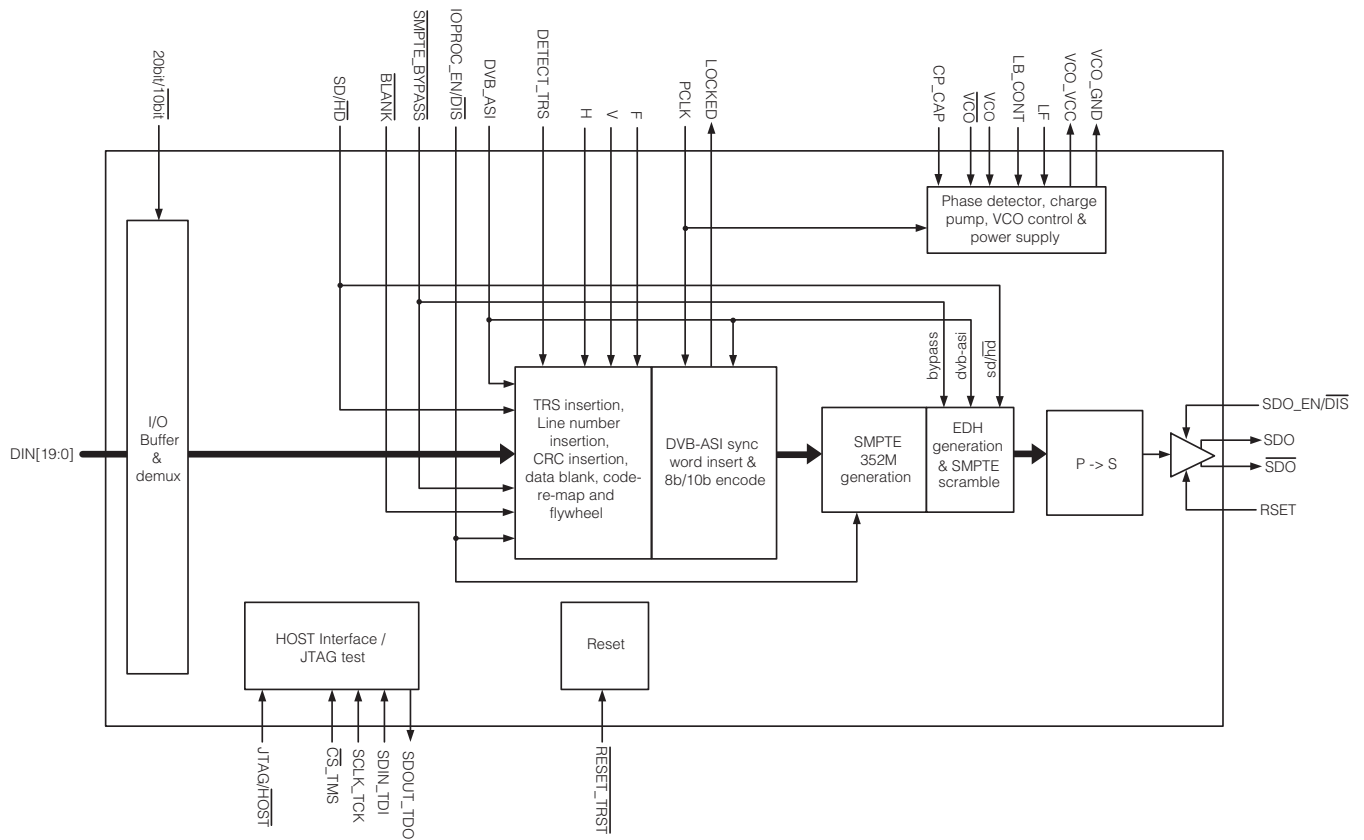 20bit/10bit
SD/HD
BLANK
SMPTE_BYPASS
IOPROC_EN/DIS
DVB_ASI
DETECT_TRS
H
V
F
PCLK
LOCKED
CP_CAP
VCO
VCO
LB_CONT
LF
VCO_VCC
VCO_GND
Phase detector, charge
pump, VCO control &
power supply
bypass
dvb-asi
sd/hd
DIN[19:0]
I/O
Buffer
&
demux
TRS insertion,
Line number
insertion,
CRC insertion,
data blank, code-
re-map and
flywheel
DVB-ASI sync
word insert &
8b/10b encode
SMPTE
352M
generation
EDH
generation
& SMPTE
scramble
P -> S
SDO_EN/DIS
SDO
SDO
RSET
HOST Interface /
JTAG test
Reset
JTAG/HOST
CS_TMS
SCLK_TCK
SDIN_TDI
SDOUT_TDO
RESET_TRST